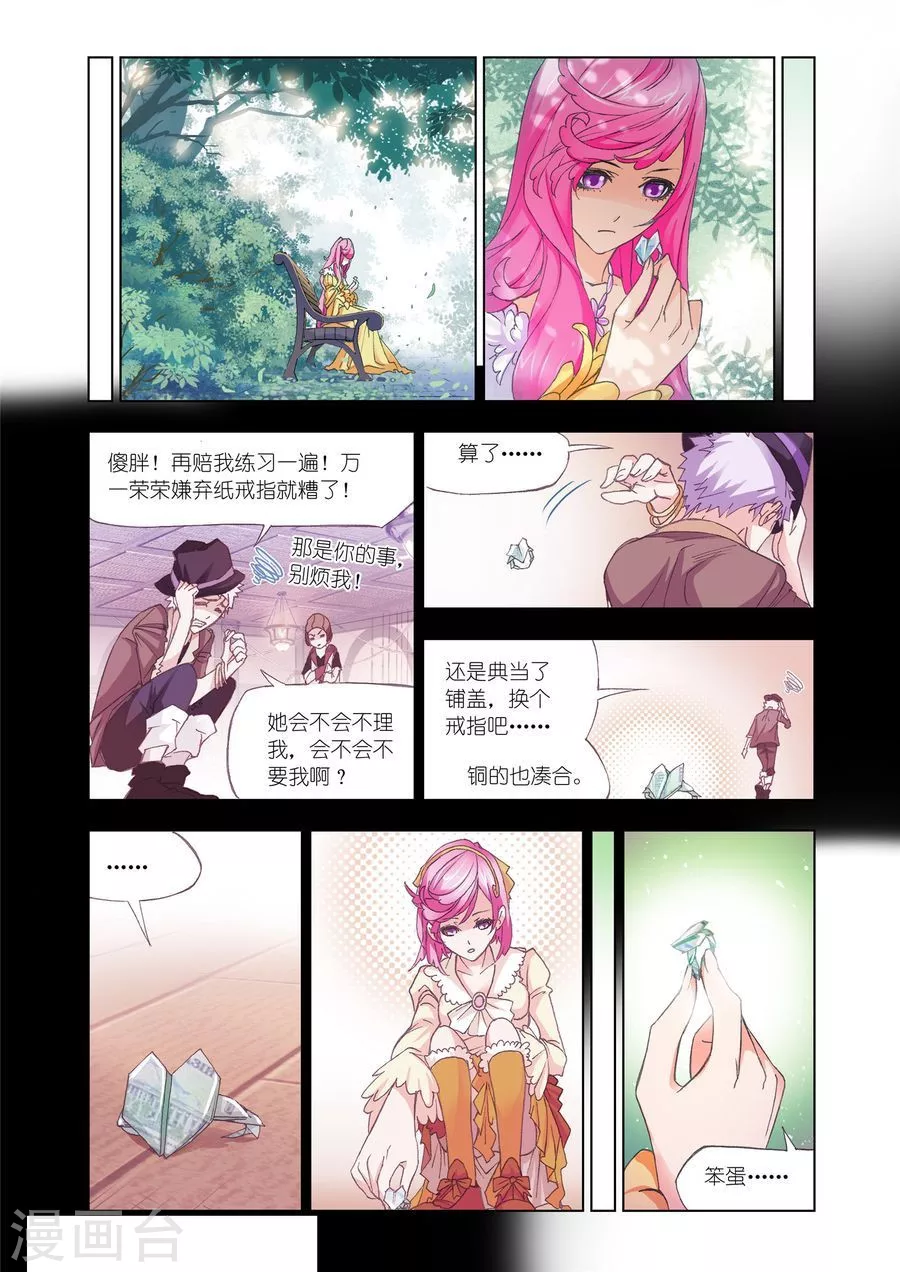 傻胖！再赔我练习一遍！万
一荣荣嫌弃纸戒指就糟了！
那是你的事，
别烦我！
她会不会不理
我，会不会不
要我啊？
算了……
还是典当了
铺盖，换个
戒指吧……
铜的也凑合。
……
笨蛋……
漫画台